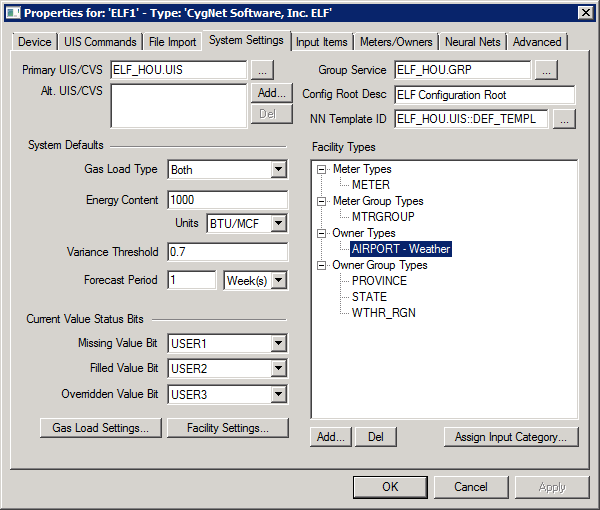 Properties for: 'ELF1' - Type: 'CygNet Software, Inc. ELF'
Device UIS Commands File Import System Settings Input Items Meters/Owners Neural Nets Advanced
Primary UIS/CVS ELF_HOU.UIS ...
Alt. UIS/CVS Add...
Del
Group Service ELF_HOU.GRP ...
Config Root Desc ELF Configuration Root
NN Template ID ELF_HOU.UIS::DEF_TEMPL ...
System Defaults
Gas Load Type Both
Energy Content 1000
Units BTU/MCF
Variance Threshold 0.7
Forecast Period 1 Week(s)
Current Value Status Bits
Missing Value Bit USER1
Filled Value Bit USER2
Overridden Value Bit USER3
Gas Load Settings... Facility Settings...
Facility Types
Meter Types
METER
Meter Group Types
MTRGROUP
Owner Types
AIRPORT - Weather
Owner Group Types
PROVINCE
STATE
WTHR_RGN
Add... Del Assign Input Category...
OK Cancel Apply